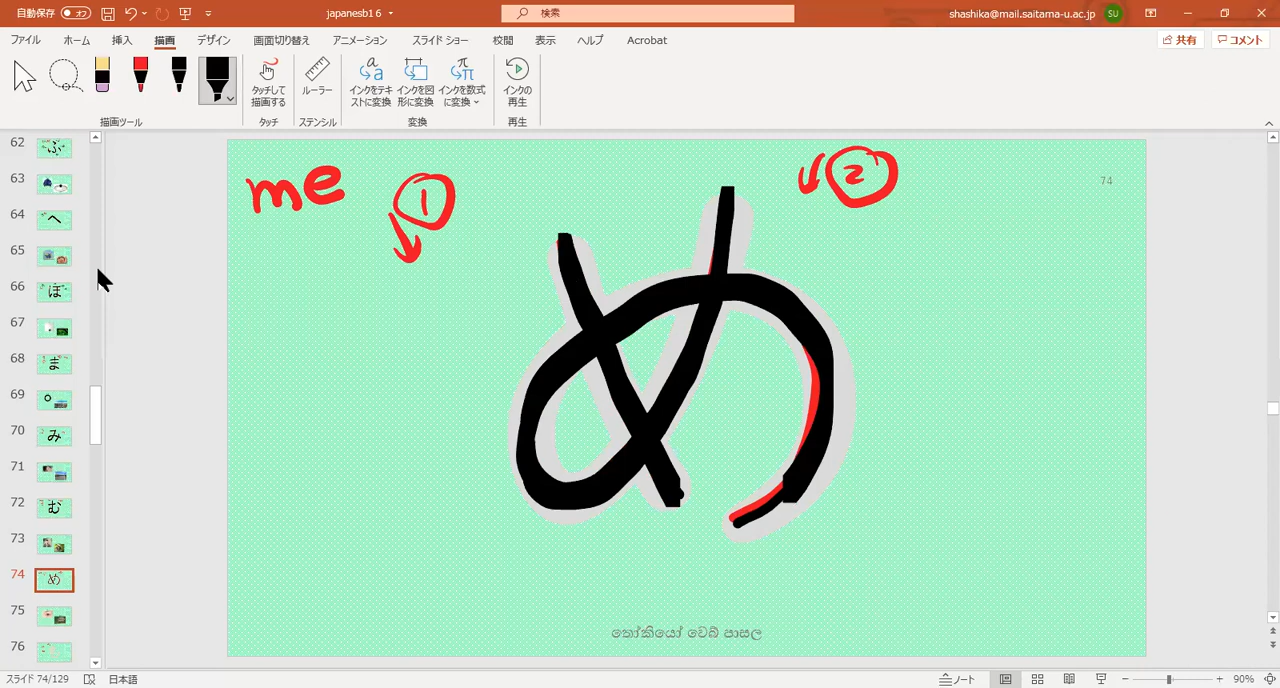 自動保存 オフ japanesb16 検索 shashika@mail.saitama-u.ac.jp SU
ファイル ホーム 挿入 描画 デザイン 画面切り替え アニメーション スライド ショー 校閲 表示 ヘルプ Acrobat 共有 コメント
タッチして描画する ルーラー インクをテキストに変換 インクを図形に変換 インクを数式に変換 インクの再生
描画ツール タッチ ステンシル 変換 再生
62 ぷ
63
64 へ
65
66 ぼ
67
68 ま
69
70 み
71
72 む
73
74 め
75
76
me 1 2 74
め
තෝකියෝ වෙබ් පාසල
スライド 74/129 日本語 ノート 90%